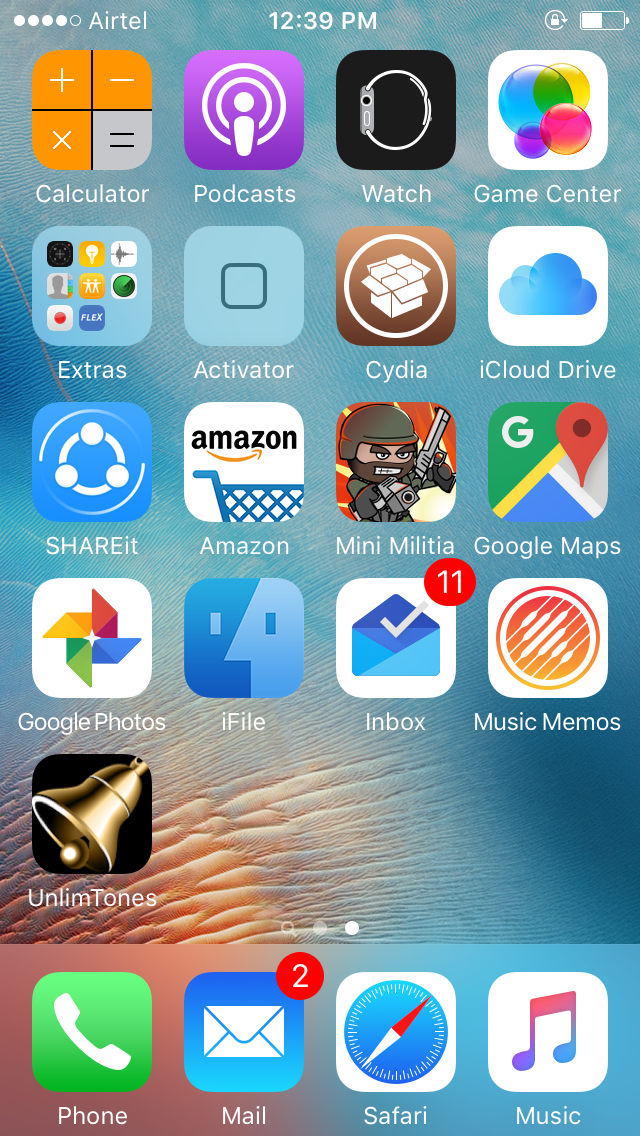 Airtel 12:39 PM
Calculator Podcasts Watch Game Center
FLEX
Extras Activator Cydia iCloud Drive
amazon G
SHAREit Amazon Mini Militia Google Maps
11
Google Photos iFile Inbox Music Memos
UnlimTones
2
Phone Mail Safari Music